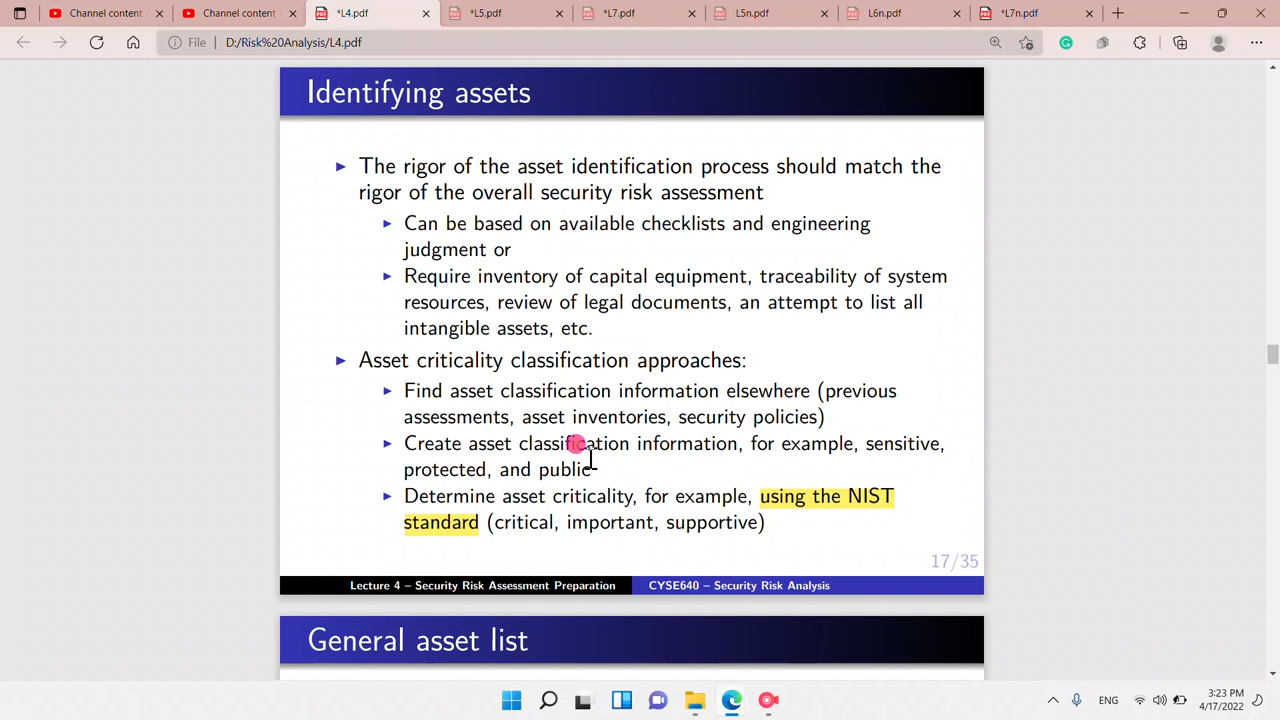 Channel content
Channel content
*L4.pdf
*L5.pdf
*L7.pdf
L5n.pdf
L6n.pdf
*L7n.pdf
File
D:/Risk%20Analysis/L4.pdf
Identifying assets
The rigor of the asset identification process should match the
rigor of the overall security risk assessment
Can be based on available checklists and engineering
judgment or
Require inventory of capital equipment, traceability of system
resources, review of legal documents, an attempt to list all
intangible assets, etc.
Asset criticality classification approaches:
Find asset classification information elsewhere (previous
assessments, asset inventories, security policies)
Create asset classification information, for example, sensitive,
protected, and public
Determine asset criticality, for example, using the NIST
standard (critical, important, supportive)
17/35
Lecture 4 – Security Risk Assessment Preparation
CYSE640 – Security Risk Analysis
General asset list
ENG
3:23 PM
4/17/2022